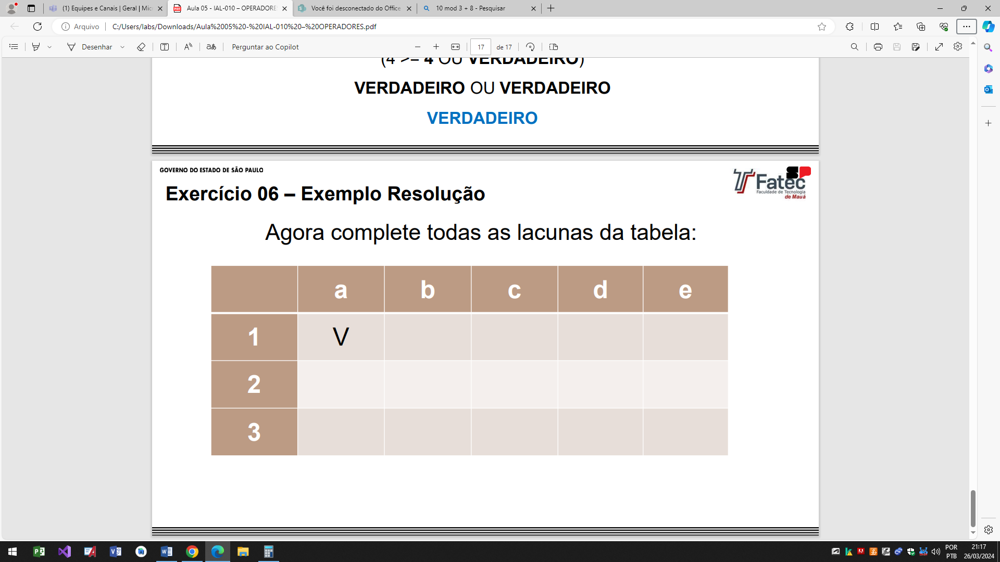 (1) Equipes e Canais | Geral | Mic
Aula 05 - IAL-010 – OPERADORE
Você foi desconectado do Office
10 mod 3 + 8 - Pesquisar
Arquivo
C:/Users/labs/Downloads/Aula%2005%20-%20IAL-010%20–%20OPERADORES.pdf
Desenhar
Perguntar ao Copilot
17
de 17
(4 >= 4 OU VERDADEIRO)
VERDADEIRO OU VERDADEIRO
VERDADEIRO
GOVERNO DO ESTADO DE SÃO PAULO
SP
Fatec
Faculdade de Tecnologia
de Mauá
Exercício 06 – Exemplo Resolução
Agora complete todas as lacunas da tabela:
a b c d e
1 V
2
3
POR
PTB
21:17
26/03/2024